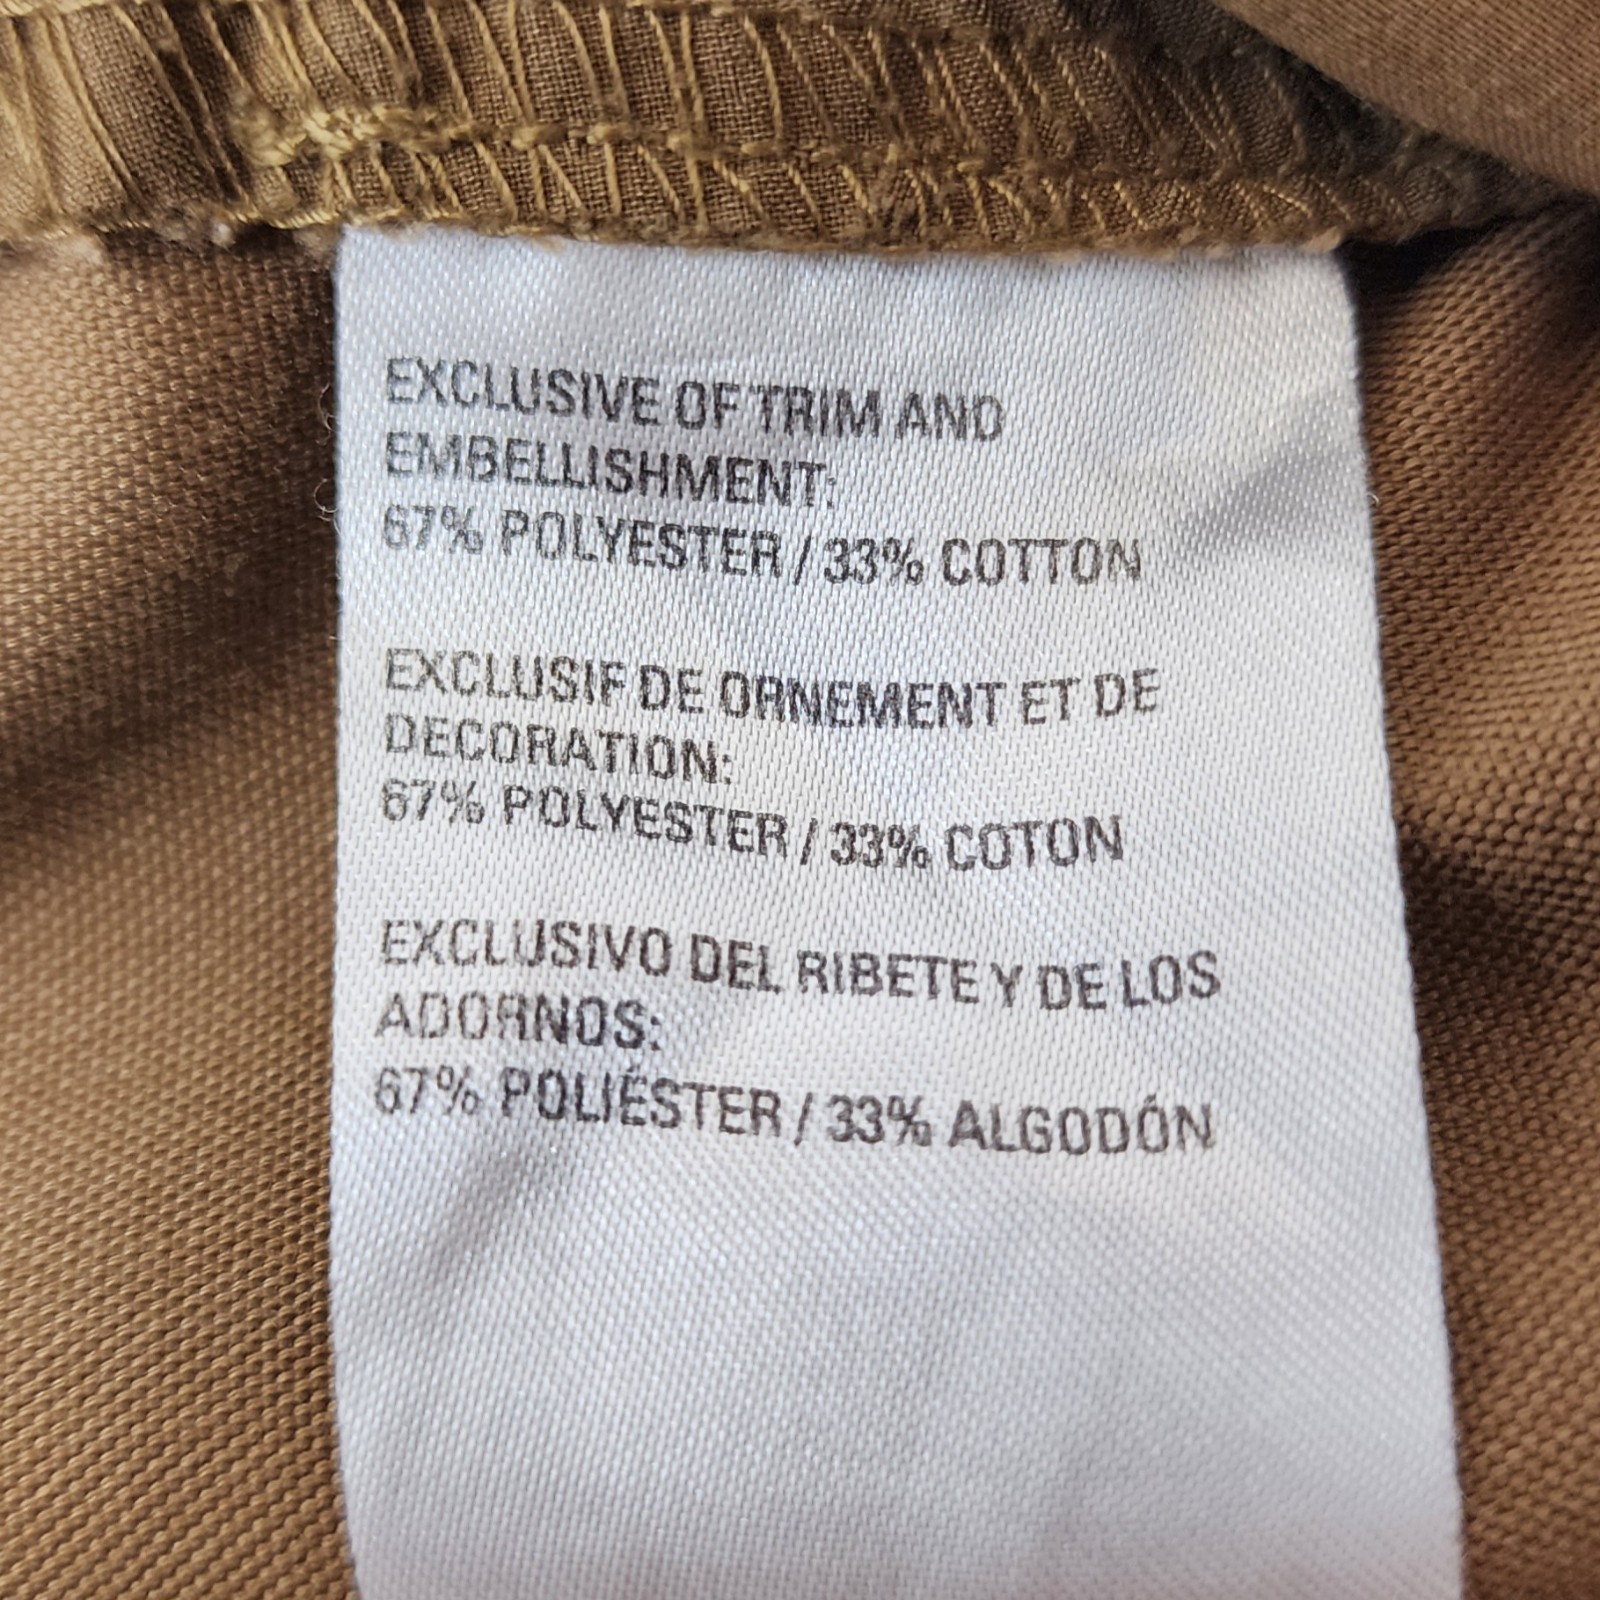 EXCLUSIVE OF TRIM AND
EMBELLISHMENT:
67% POLYESTER / 33% COTTON
EXCLUSIF DE ORNEMENT ET DE
DECORATION:
67% POLYESTER / 33% COTON
EXCLUSIVO DEL RIBETE Y DE LOS
ADORNOS:
67% POLIÉSTER / 33% ALGODÓN